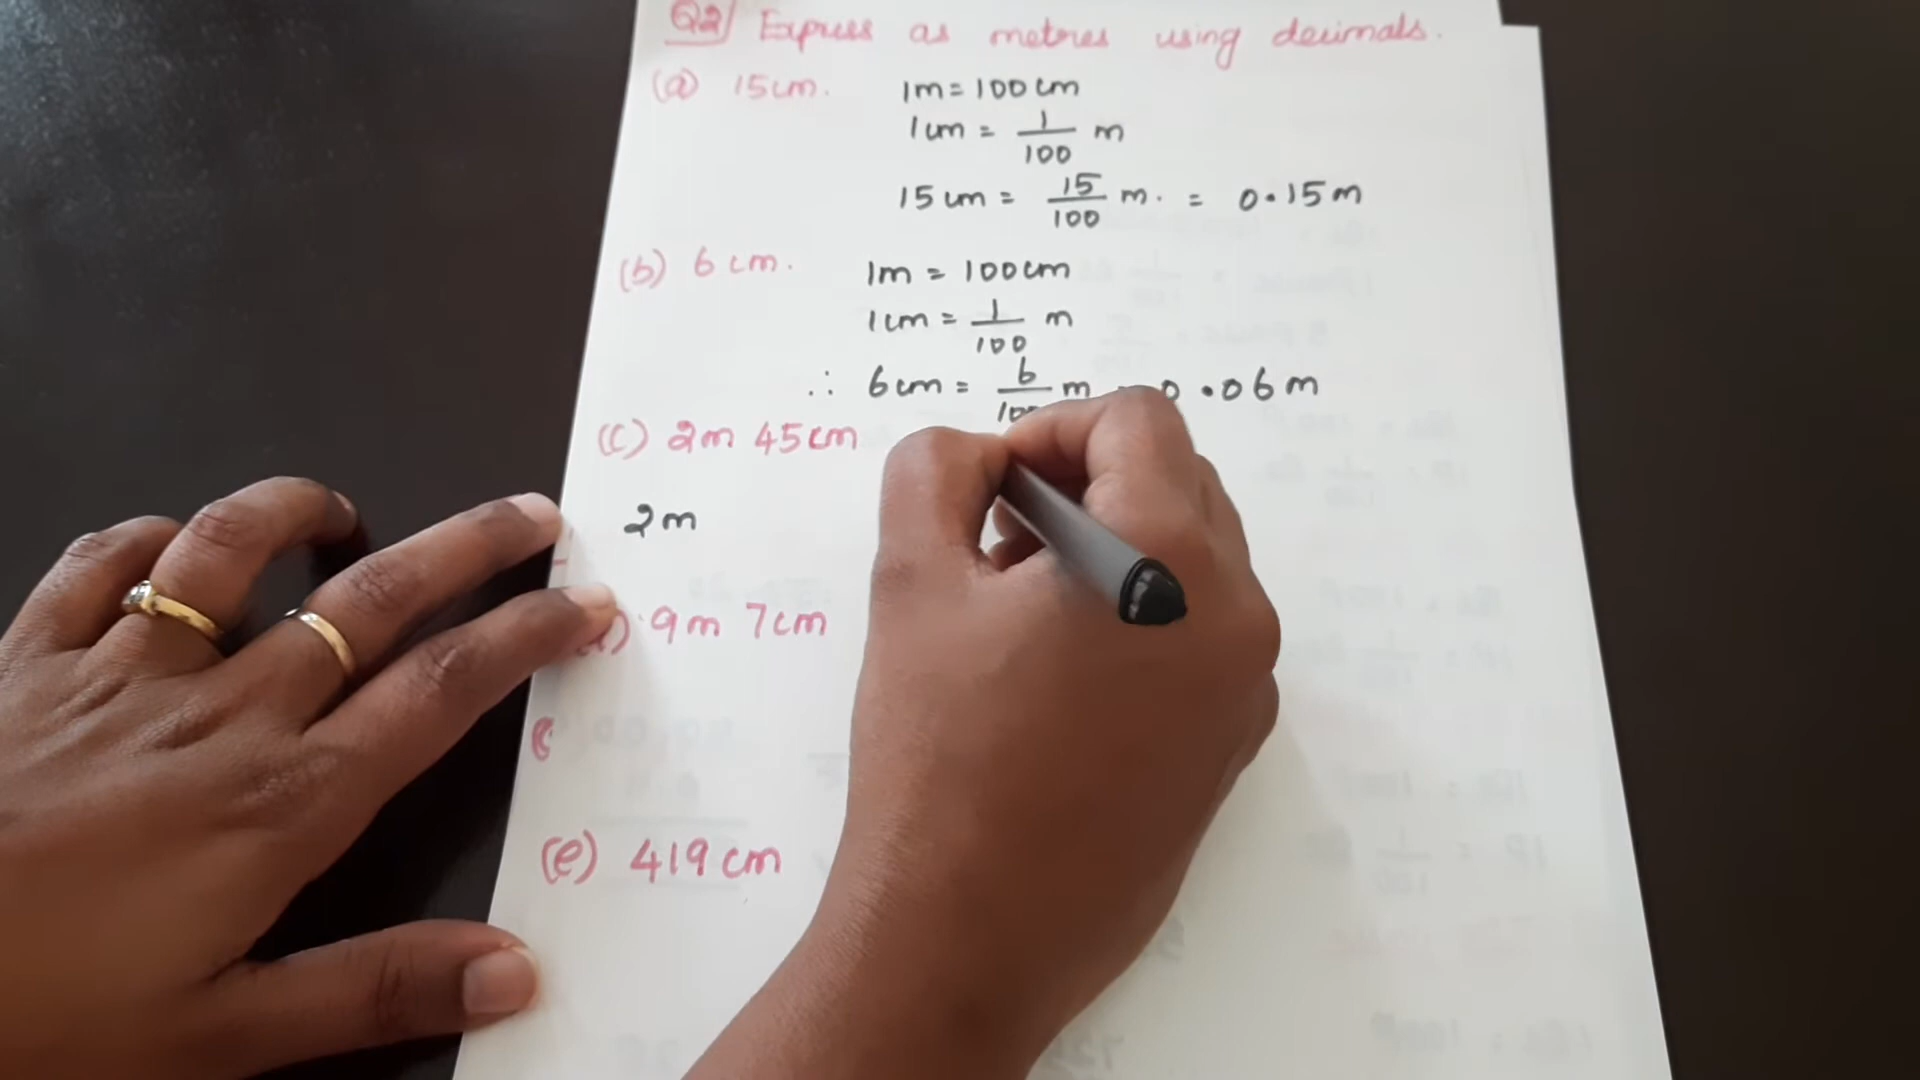 Q2/ Express as metres using decimals.
(a) 15cm. 1m = 100cm
1cm = 1/100 m
15cm = 15/100 m. = 0.15m
(b) 6cm. 1m = 100cm
1cm = 1/100 m
∴ 6cm = 6/100 m = 0.06m
(c) 2m 45cm
2m
9m 7cm
(e) 419cm